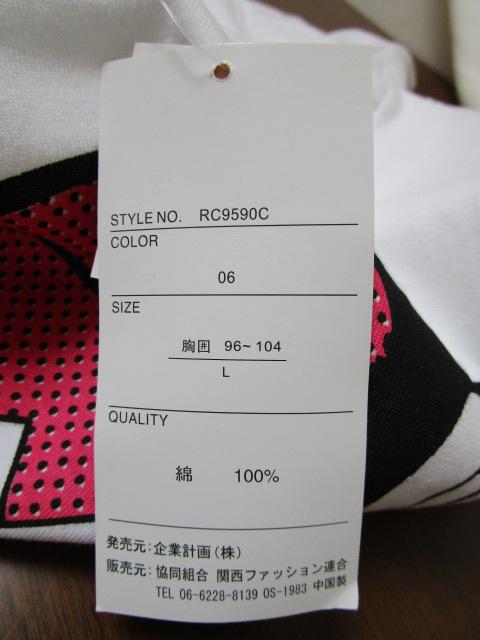 STYLE NO. RC9590C
COLOR
06
SIZE
胸囲 96~104
L
QUALITY
綿 100%
発売元:企業計画(株)
販売元:協同組合 関西ファッション連合
TEL 06-6228-8139 OS-1983 中国製